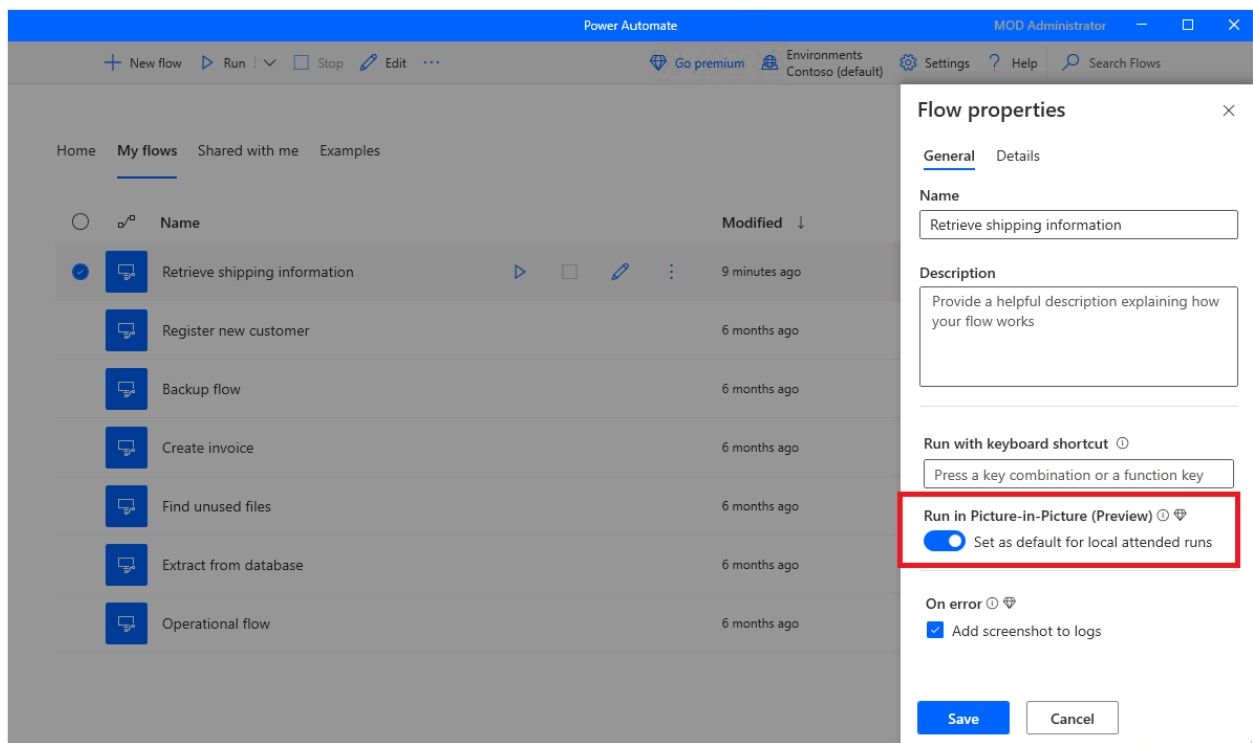 Power Automate
MOD Administrator
New flow Run Stop Edit ...
Go premium
Environments
Contoso (default)
Settings Help Search Flows
Home My flows Shared with me Examples
Name Modified ↓
Retrieve shipping information 9 minutes ago
Register new customer 6 months ago
Backup flow 6 months ago
Create invoice 6 months ago
Find unused files 6 months ago
Extract from database 6 months ago
Operational flow 6 months ago
Flow properties
General Details
Name
Retrieve shipping information
Description
Provide a helpful description explaining how
your flow works
Run with keyboard shortcut
Press a key combination or a function key
Run in Picture-in-Picture (Preview)
Set as default for local attended runs
On error
Add screenshot to logs
Save Cancel